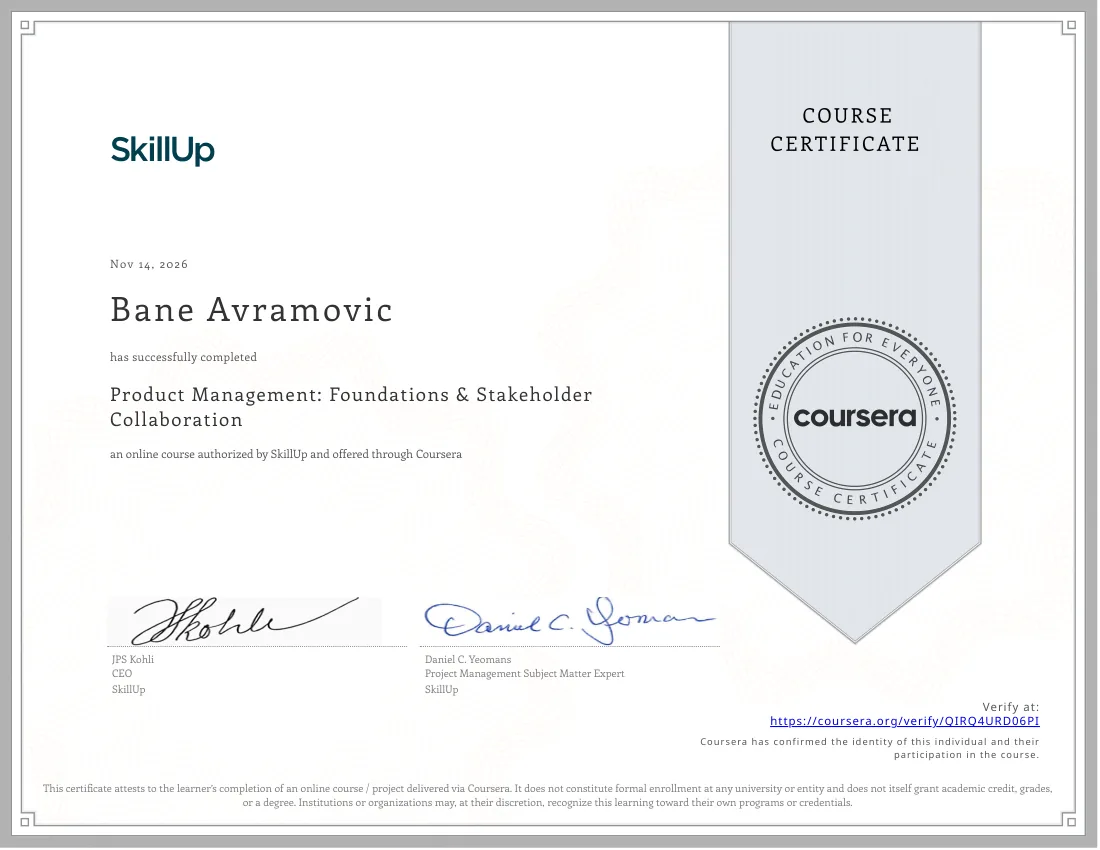 SkillUp
COURSE
CERTIFICATE
Nov 14, 2026
Bane Avramovic
has successfully completed
Product Management: Foundations & Stakeholder
Collaboration
an online course authorized by SkillUp and offered through Coursera
EDUCATION FOR EVERYONE
coursera
COURSE CERTIFICATE
JPS Kohli
CEO
SkillUp
Daniel C. Yeomans
Daniel C. Yeomans
Project Management Subject Matter Expert
SkillUp
Verify at:
https://coursera.org/verify/QIRQ4URD06PI
Coursera has confirmed the identity of this individual and their
participation in the course.
This certificate attests to the learner's completion of an online course / project delivered via Coursera. It does not constitute formal enrollment at any university or entity and does not itself grant academic credit, grades,
or a degree. Institutions or organizations may, at their discretion, recognize this learning toward their own programs or credentials.